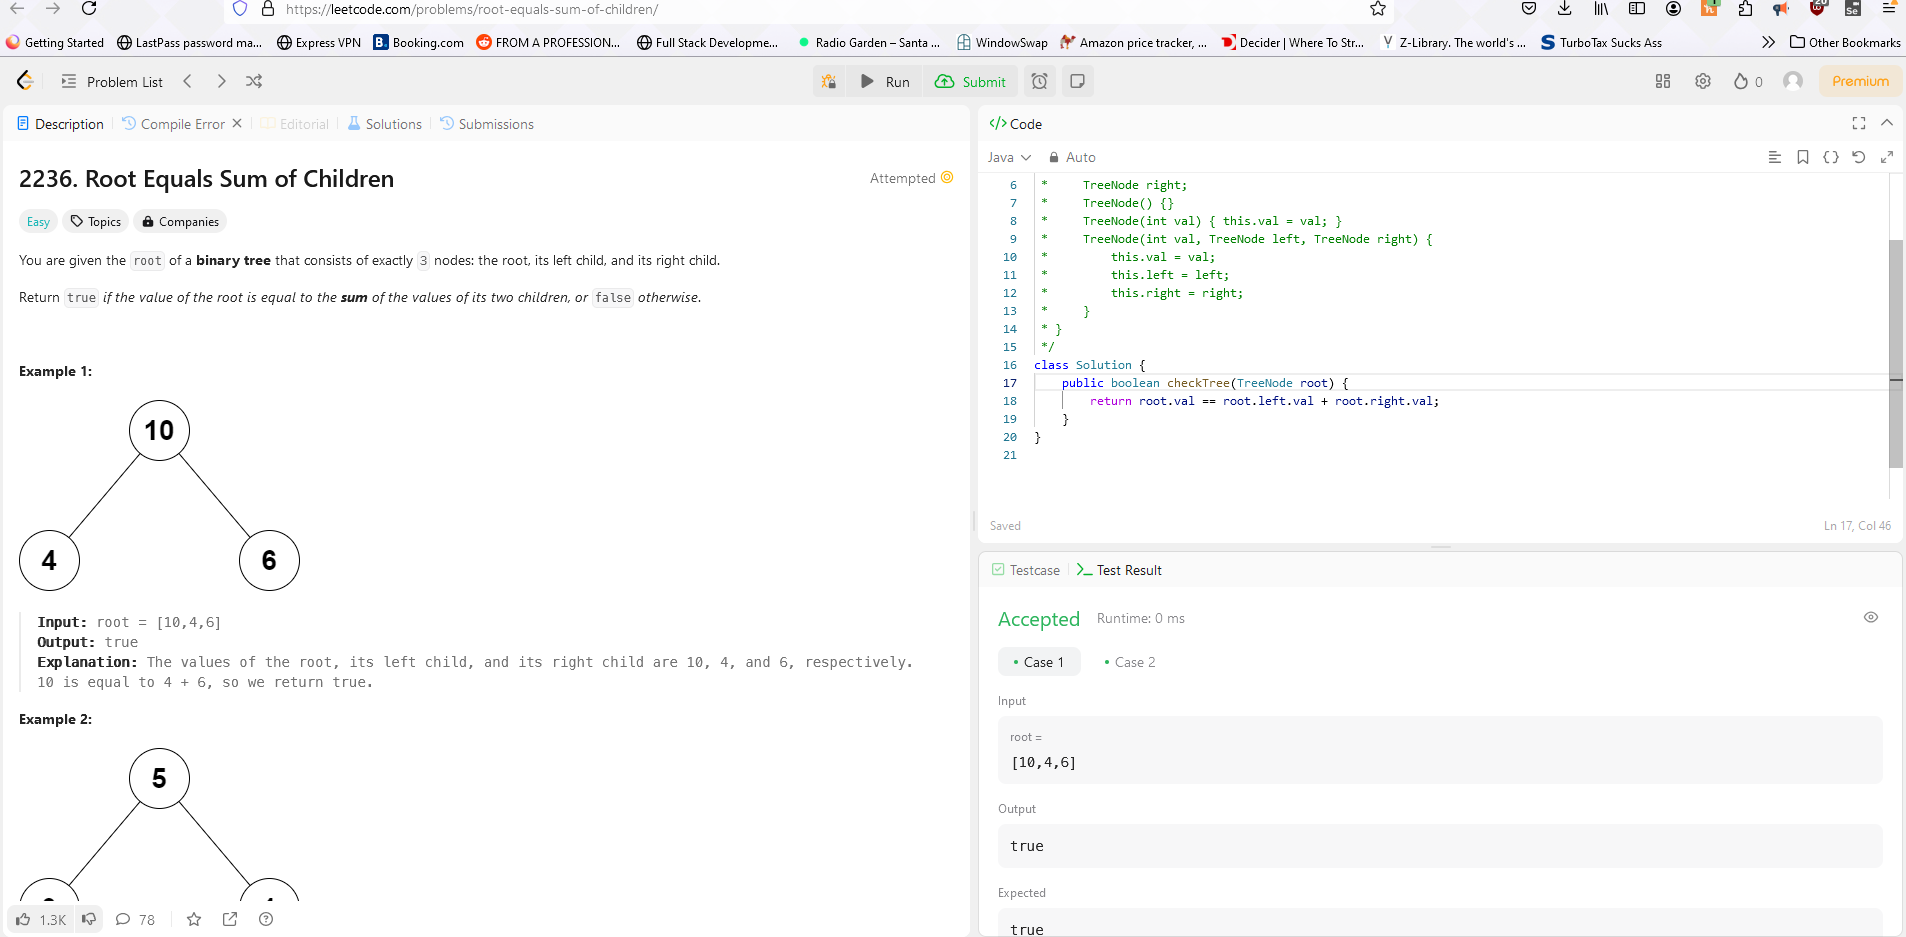 https://leetcode.com/problems/root-equals-sum-of-children/
Getting Started LastPass password ma... Express VPN Booking.com FROM A PROFESSION... Full Stack Developme... Radio Garden – Santa ... WindowSwap Amazon price tracker, ... Decider | Where To Str... Z-Library. The world's ... TurboTax Sucks Ass Other Bookmarks
Problem List Run Submit 0 Premium
Description Compile Error Editorial Solutions Submissions
2236. Root Equals Sum of Children
Attempted
Easy Topics Companies
You are given the root of a binary tree that consists of exactly 3 nodes: the root, its left child, and its right child.
Return true if the value of the root is equal to the sum of the values of its two children, or false otherwise.
Example 1:
10
4 6
Input: root = [10,4,6]
Output: true
Explanation: The values of the root, its left child, and its right child are 10, 4, and 6, respectively.
10 is equal to 4 + 6, so we return true.
Example 2:
5
1.3K 78
</> Code
Java Auto
6 * TreeNode right;
7 * TreeNode() {}
8 * TreeNode(int val) { this.val = val; }
9 * TreeNode(int val, TreeNode left, TreeNode right) {
10 * this.val = val;
11 * this.left = left;
12 * this.right = right;
13 * }
14 * }
15 */
16 class Solution {
17 public boolean checkTree(TreeNode root) {
18 return root.val == root.left.val + root.right.val;
19 }
20 }
21
Saved Ln 17, Col 46
Testcase Test Result
Accepted Runtime: 0 ms
Case 1 Case 2
Input
root =
[10,4,6]
Output
true
Expected
true